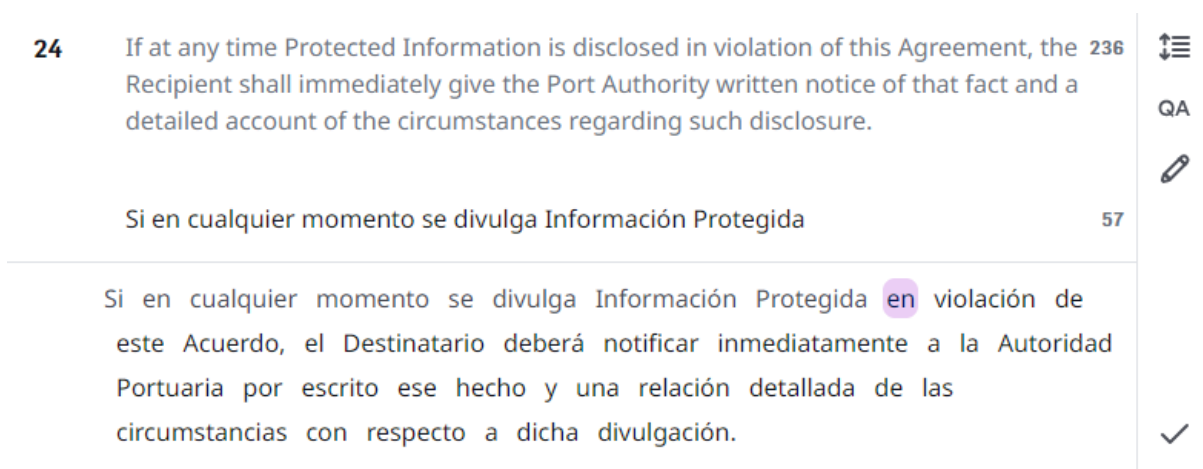 24 If at any time Protected Information is disclosed in violation of this Agreement, the 236
Recipient shall immediately give the Port Authority written notice of that fact and a
detailed account of the circumstances regarding such disclosure.
QA
Si en cualquier momento se divulga Información Protegida 57
Si en cualquier momento se divulga Información Protegida en violación de
este Acuerdo, el Destinatario deberá notificar inmediatamente a la Autoridad
Portuaria por escrito ese hecho y una relación detallada de las
circumstancias con respecto a dicha divulgación.